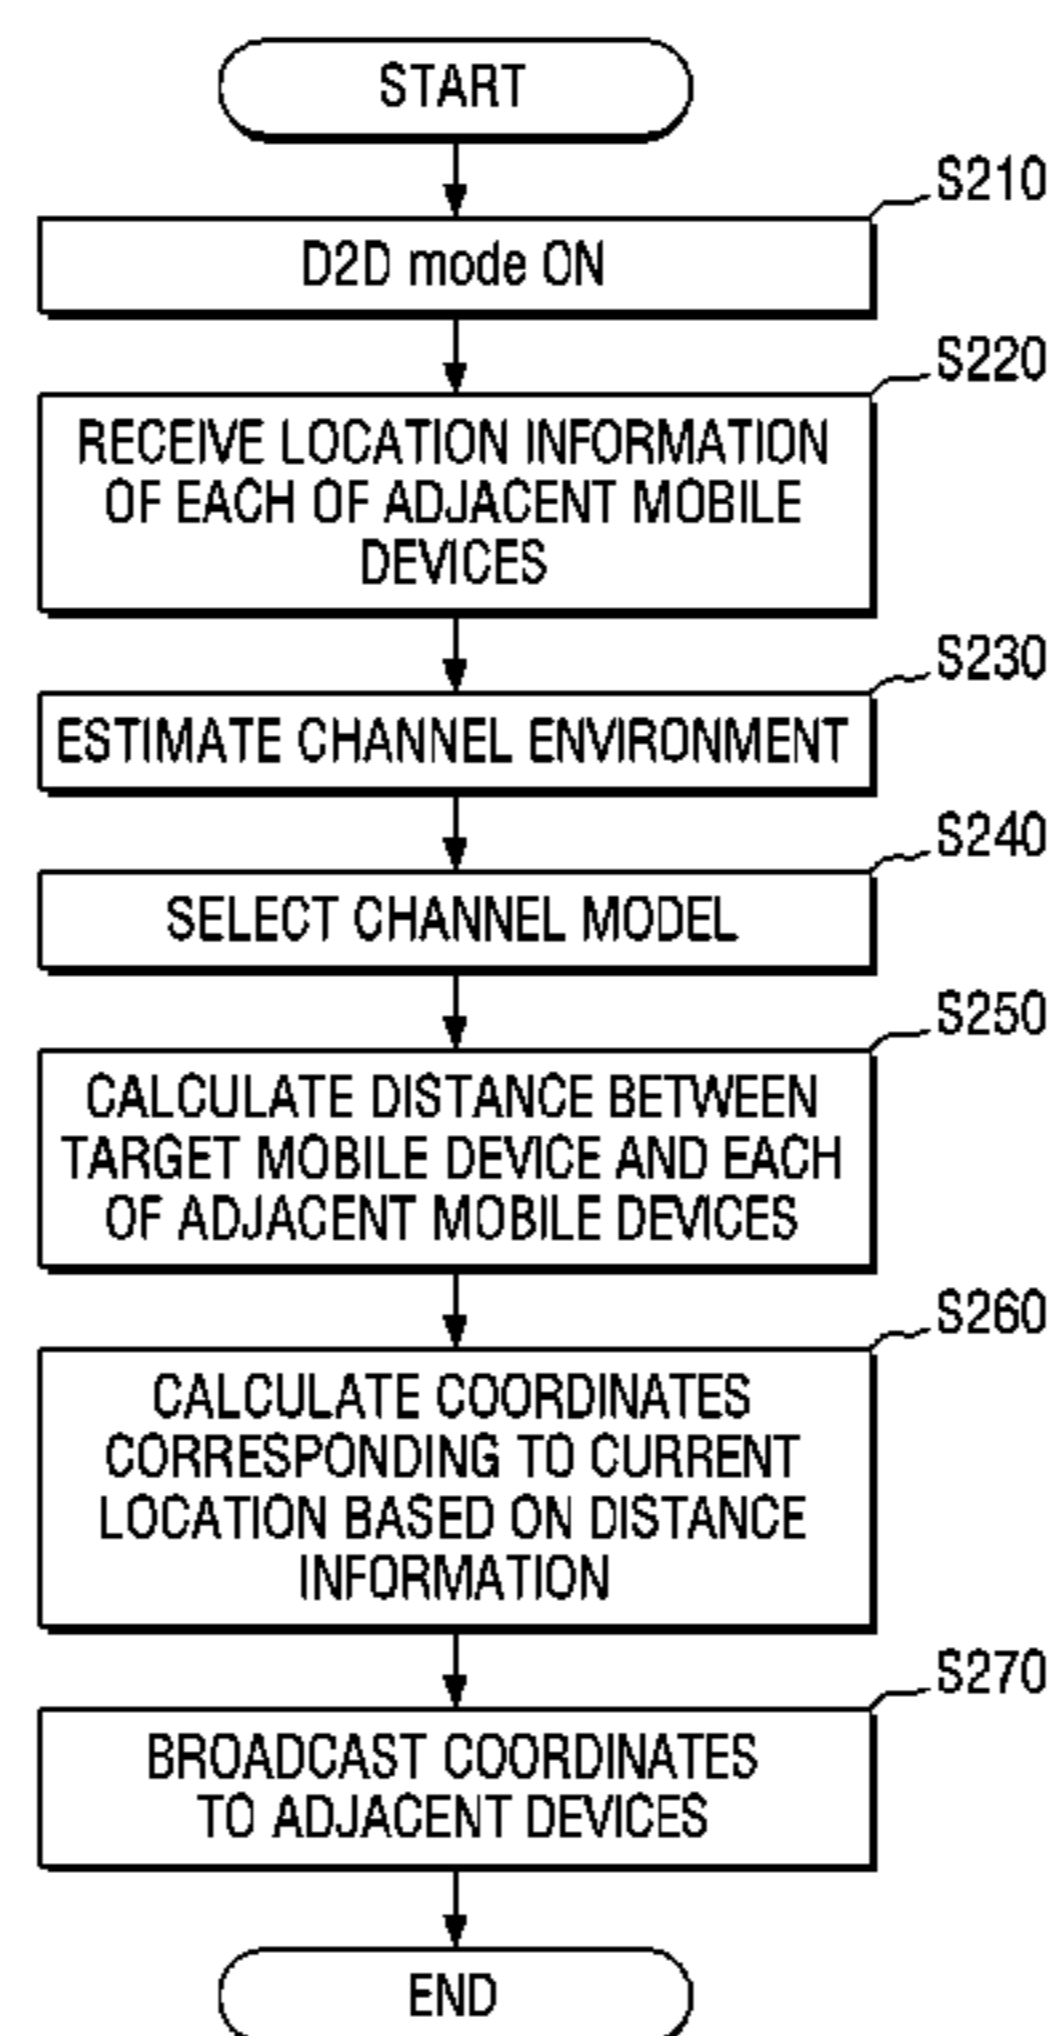 START
S210
D2D mode ON
S220
RECEIVE LOCATION INFORMATION
OF EACH OF ADJACENT MOBILE
DEVICES
S230
ESTIMATE CHANNEL ENVIRONMENT
S240
SELECT CHANNEL MODEL
S250
CALCULATE DISTANCE BETWEEN
TARGET MOBILE DEVICE AND EACH
OF ADJACENT MOBILE DEVICES
S260
CALCULATE COORDINATES
CORRESPONDING TO CURRENT
LOCATION BASED ON DISTANCE
INFORMATION
S270
BROADCAST COORDINATES
TO ADJACENT DEVICES
END